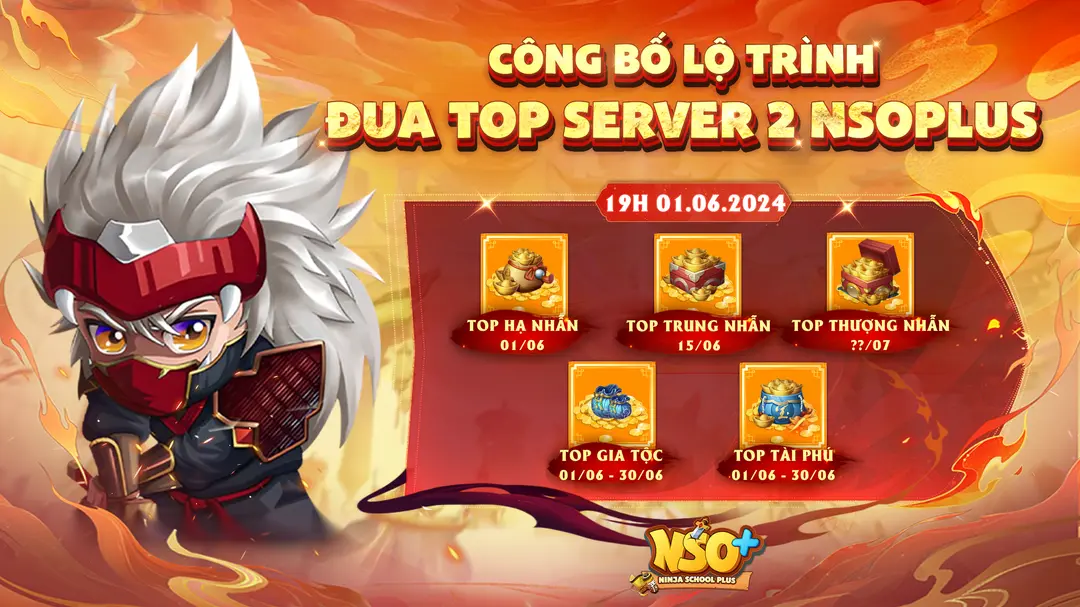 CÔNG BỐ LỘ TRÌNH
ĐUA TOP SERVER 2 NSOPLUS
19H 01.06.2024
TOP HẠ NHẪN
01/06
TOP TRUNG NHẪN
15/06
TOP THƯỢNG NHẪN
??/07
TOP GIA TỘC
01/06 - 30/06
TOP TÀI PHÚ
01/06 - 30/06
NSO+
NINJA SCHOOL PLUS